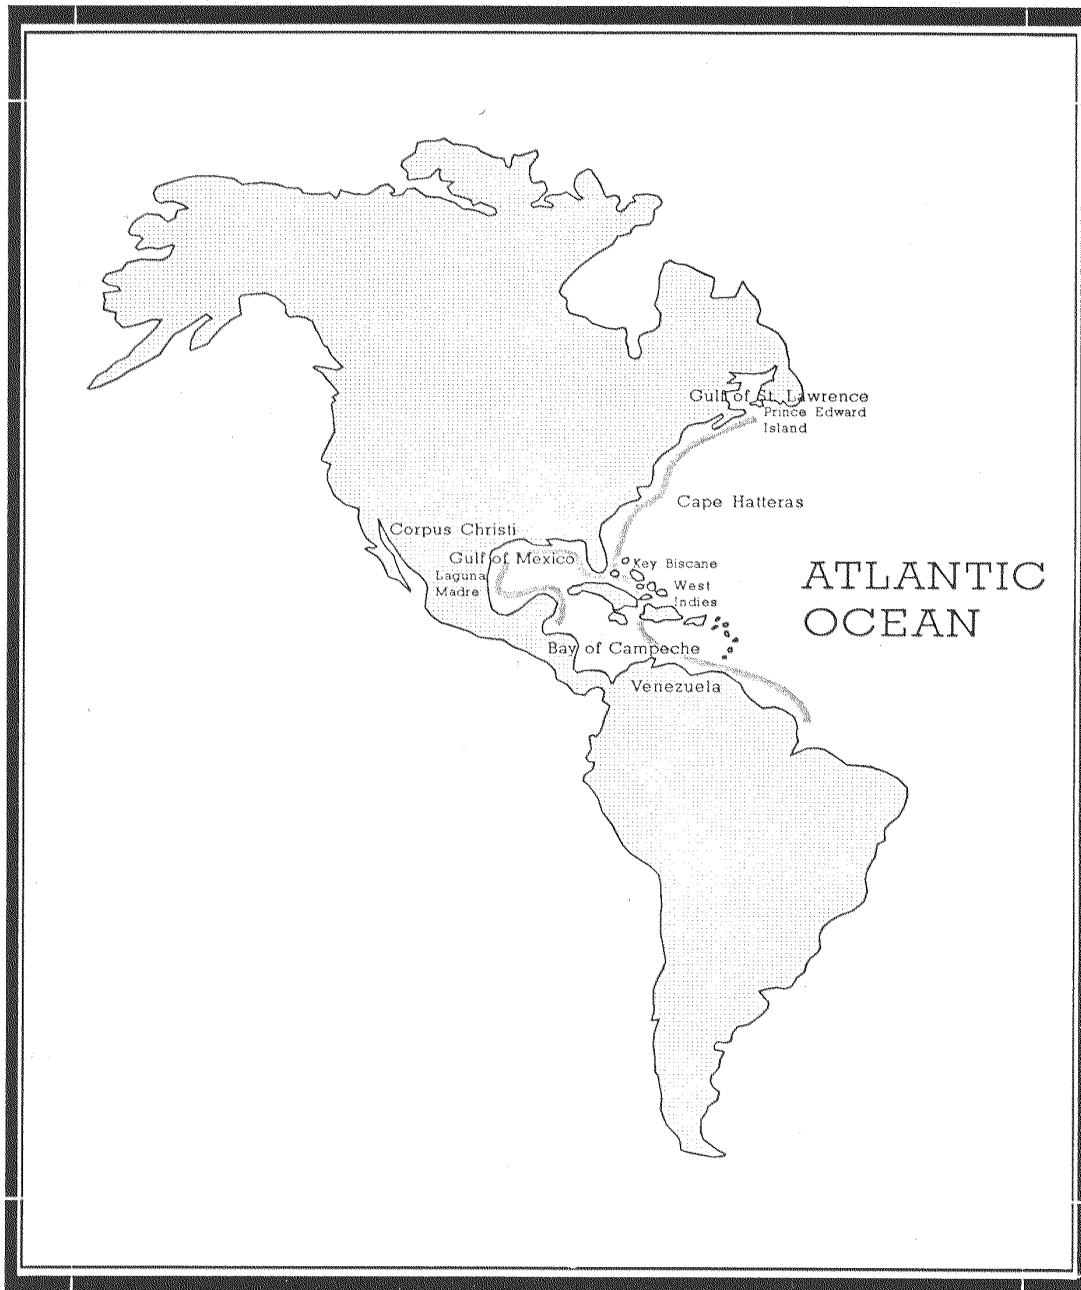 Gulf of St. Lawrence
Prince Edward
Island
Cape Hatteras
Corpus Christi
Gulf of Mexico
Key Biscane
Laguna
Madre
West
Indies
ATLANTIC
OCEAN
Bay of Campeche
Venezuela